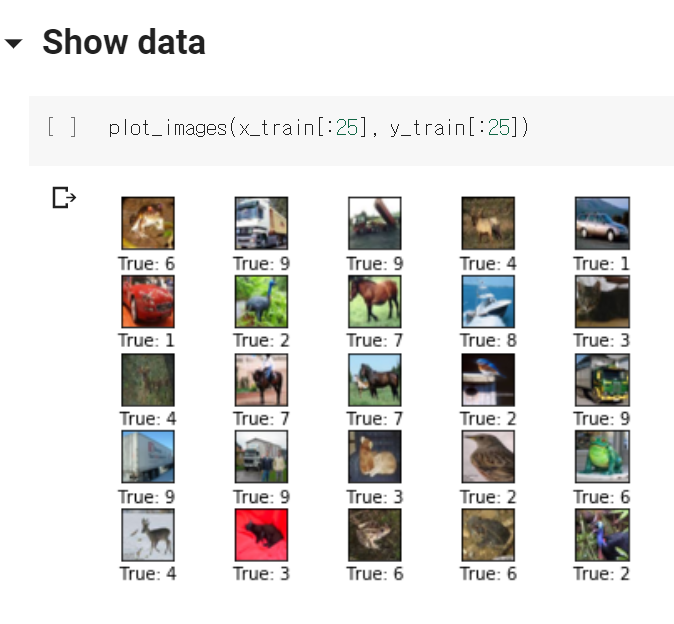 Show data
[ ] plot_images(x_train[:25], y_train[:25])
True: 6 True: 9 True: 9 True: 4 True: 1
True: 1 True: 2 True: 7 True: 8 True: 3
True: 4 True: 7 True: 7 True: 2 True: 9
True: 9 True: 9 True: 3 True: 2 True: 6
True: 4 True: 3 True: 6 True: 6 True: 2